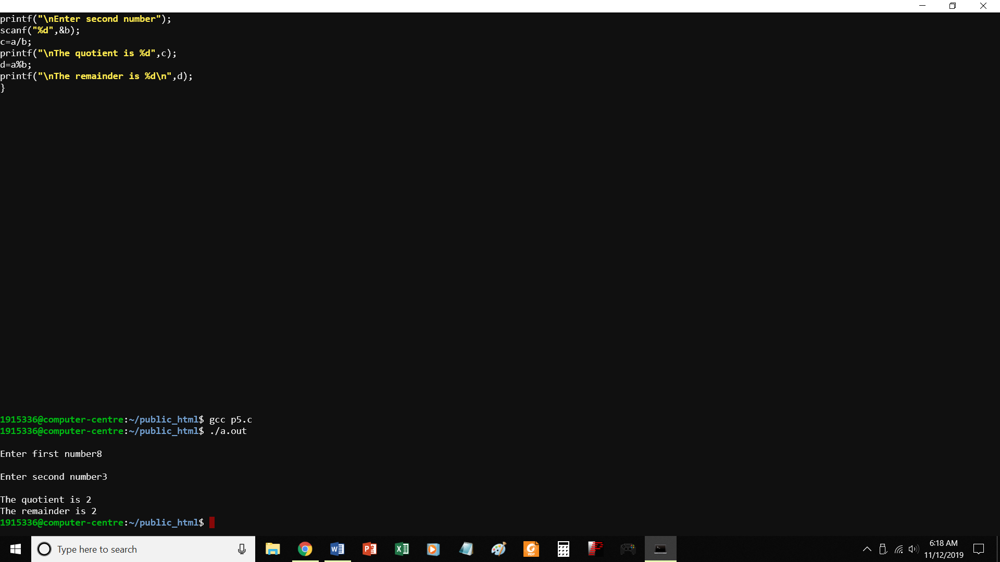 printf("\nEnter second number");
scanf("%d",&b);
c=a/b;
printf("\nThe quotient is %d",c);
d=a%b;
printf("\nThe remainder is %d\n",d);
}
1915336@computer-centre:~/public_html$ gcc p5.c
1915336@computer-centre:~/public_html$ ./a.out
Enter first number8
Enter second number3
The quotient is 2
The remainder is 2
1915336@computer-centre:~/public_html$
Type here to search
6:18 AM
11/12/2019